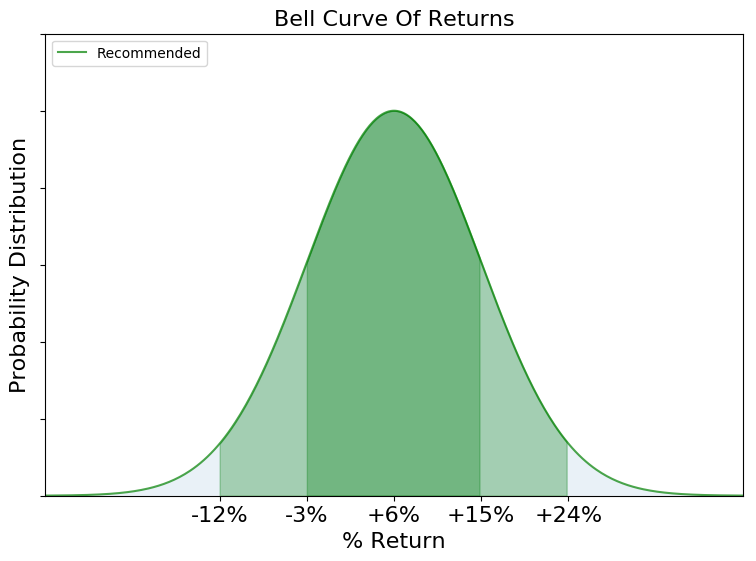 Bell Curve Of Returns
Recommended
Probability Distribution
-12% -3% +6% +15% +24%
% Return